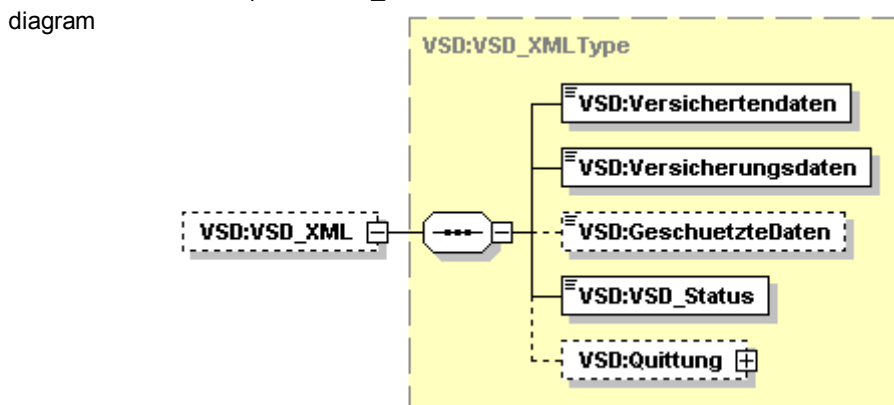 diagram
VSD:VSD_XMLType
VSD:Versichertendaten
VSD:Versicherungsdaten
VSD:VSD_XML
VSD:GeschuetzteDaten
VSD:VSD_Status
VSD:Quittung